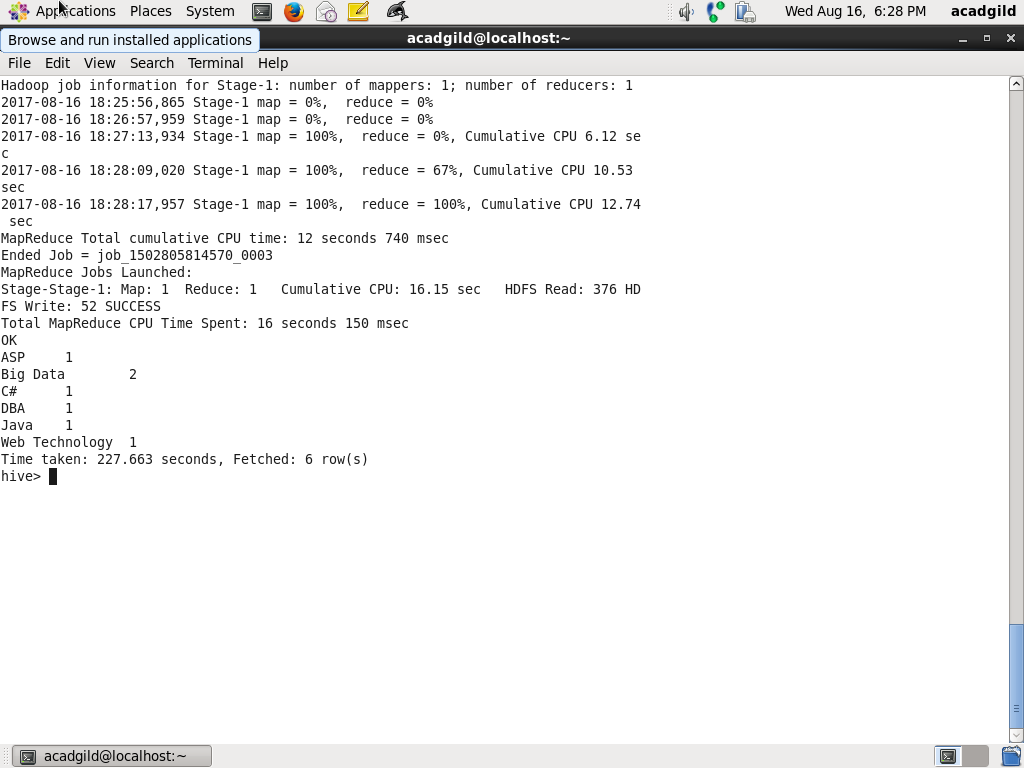 Applications Places System Wed Aug 16, 6:28 PM acadgild
Browse and run installed applications
acadgild@localhost:~
File Edit View Search Terminal Help
Hadoop job information for Stage-1: number of mappers: 1; number of reducers: 1
2017-08-16 18:25:56,865 Stage-1 map = 0%,  reduce = 0%
2017-08-16 18:26:57,959 Stage-1 map = 0%,  reduce = 0%
2017-08-16 18:27:13,934 Stage-1 map = 100%,  reduce = 0%, Cumulative CPU 6.12 se
c
2017-08-16 18:28:09,020 Stage-1 map = 100%,  reduce = 67%, Cumulative CPU 10.53
sec
2017-08-16 18:28:17,957 Stage-1 map = 100%,  reduce = 100%, Cumulative CPU 12.74
 sec
MapReduce Total cumulative CPU time: 12 seconds 740 msec
Ended Job = job_1502805814570_0003
MapReduce Jobs Launched:
Stage-Stage-1: Map: 1  Reduce: 1   Cumulative CPU: 16.15 sec   HDFS Read: 376 HD
FS Write: 52 SUCCESS
Total MapReduce CPU Time Spent: 16 seconds 150 msec
OK
ASP     1
Big Data        2
C#      1
DBA     1
Java    1
Web Technology  1
Time taken: 227.663 seconds, Fetched: 6 row(s)
hive>
acadgild@localhost:~